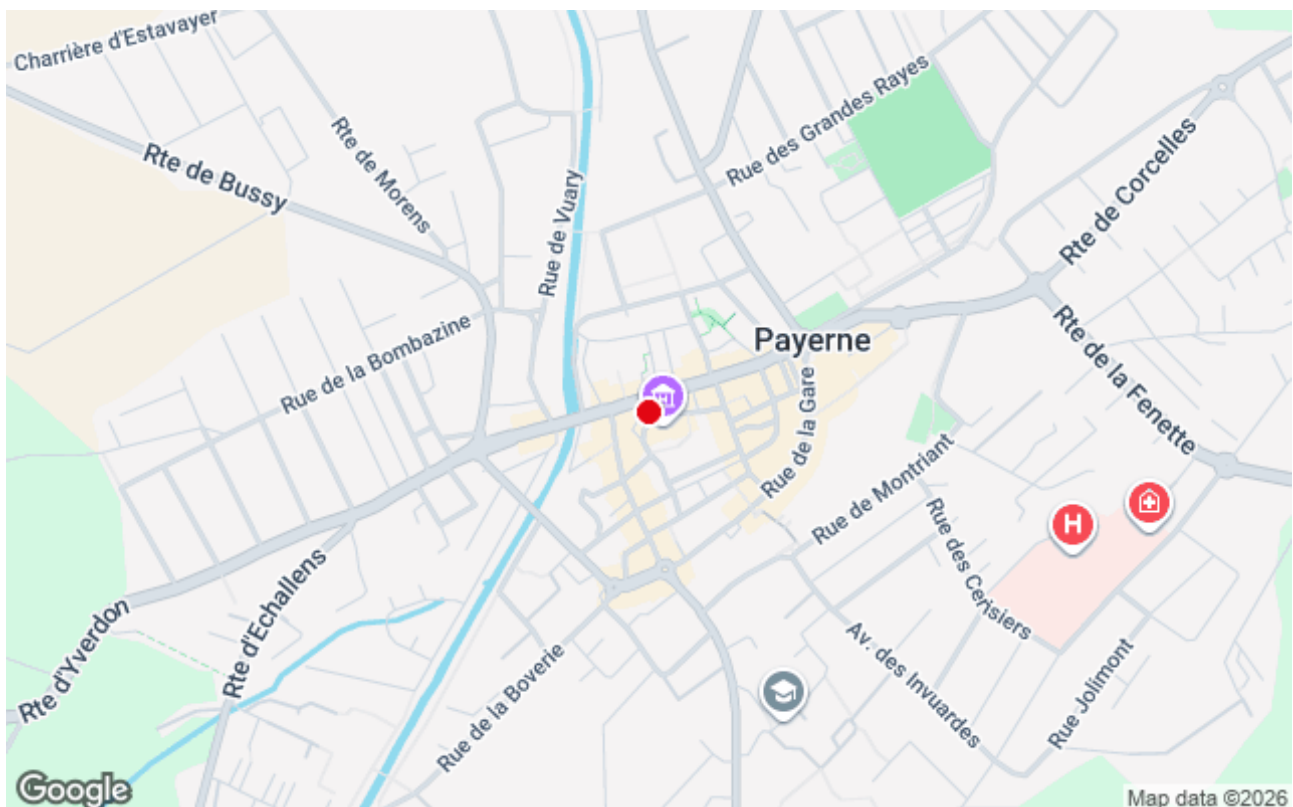 Charrière d'Estavayer
Rte de Bussy
Rte de Morens
Rue de Vuary
Rue des Grandes Rayes
Rte de Corcelles
Rue de la Bombazine
Payerne
Rte de la Fenette
Rue de la Gare
Rue de Montriant
H
Rue des Cerisiers
Rte d'Echallens
Rte d'Yverdon
Rue de la Boverie
Av. des Invuardes
Rue Jolimont
Google
Map data ©2026